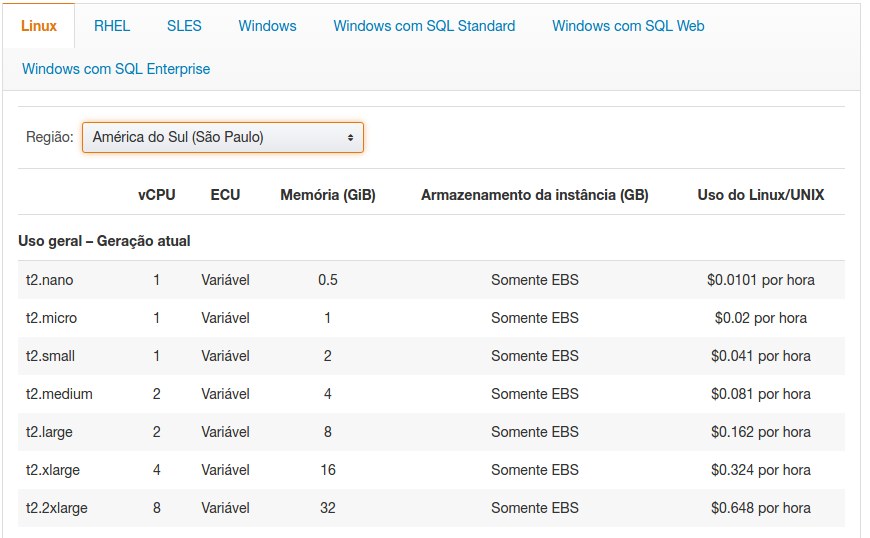 Linux RHEL SLES Windows Windows com SQL Standard Windows com SQL Web
Windows com SQL Enterprise
Região: América do Sul (São Paulo)
vCPU ECU Memória (GiB) Armazenamento da instância (GB) Uso do Linux/UNIX
Uso geral – Geração atual
t2.nano 1 Variável 0.5 Somente EBS $0.0101 por hora
t2.micro 1 Variável 1 Somente EBS $0.02 por hora
t2.small 1 Variável 2 Somente EBS $0.041 por hora
t2.medium 2 Variável 4 Somente EBS $0.081 por hora
t2.large 2 Variável 8 Somente EBS $0.162 por hora
t2.xlarge 4 Variável 16 Somente EBS $0.324 por hora
t2.2xlarge 8 Variável 32 Somente EBS $0.648 por hora